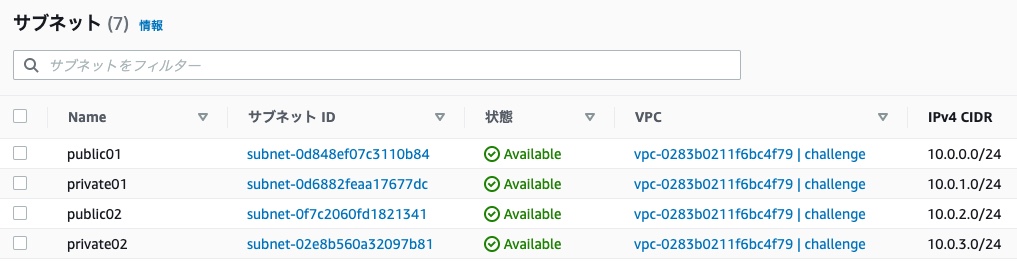 サブネット (7) 情報
サブネットをフィルター
Name サブネット ID 状態 VPC IPv4 CIDR
public01 subnet-0d848ef07c3110b84 Available vpc-0283b0211f6bc4f79 | challenge 10.0.0.0/24
private01 subnet-0d6882feaa17677dc Available vpc-0283b0211f6bc4f79 | challenge 10.0.1.0/24
public02 subnet-0f7c2060fd1821341 Available vpc-0283b0211f6bc4f79 | challenge 10.0.2.0/24
private02 subnet-02e8b560a32097b81 Available vpc-0283b0211f6bc4f79 | challenge 10.0.3.0/24